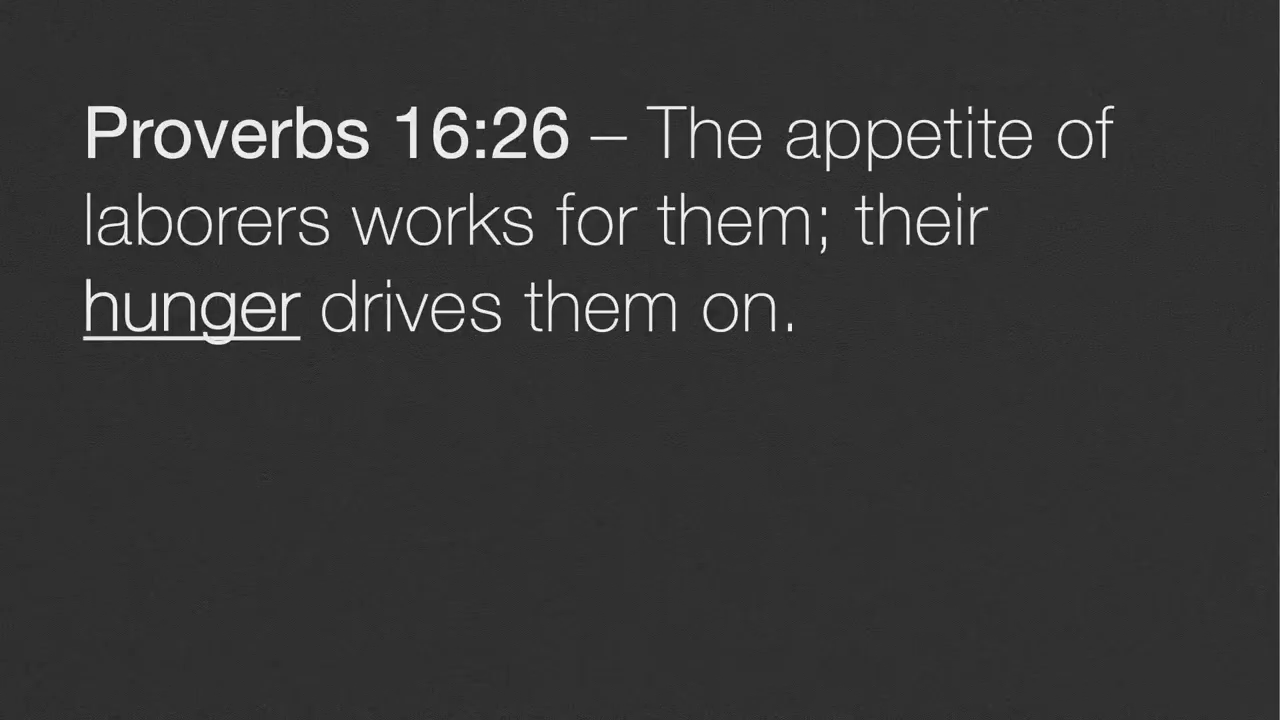 Proverbs 16:26 – The appetite of
laborers works for them; their
hunger drives them on.